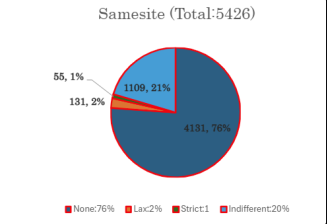 Samesite (Total:5426)
55, 1%
1109, 21%
131, 2%
4131, 76%
None:76% Lax:2% Strict:1 Indifferent:20%